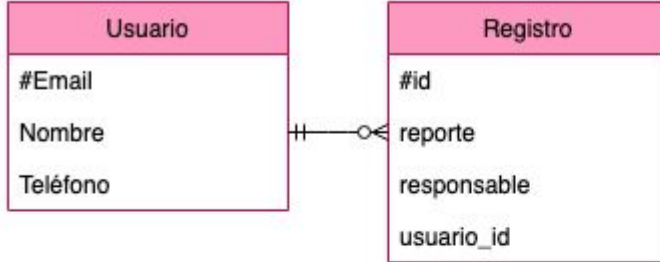 Usuario
#Email
Nombre
Teléfono
Registro
#id
reporte
responsable
usuario_id